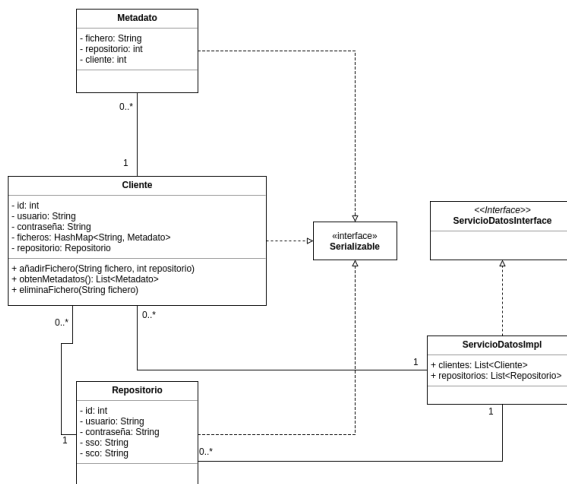 Metadato
- fichero: String
- repositorio: int
- cliente: int
0..*
1
Cliente
- id: int
- usuario: String
- contraseña: String
- ficheros: HashMap<String, Metadato>
- repositorio: Repositorio
+ añadirFichero(String fichero, int repositorio)
+ obtenMetadatos(): List<Metadato>
+ eliminaFichero(String fichero)
«interface»
Serializable
<<Interface>>
ServicioDatosInterface
0..*
0..*
ServicioDatosImpl
+ clientes: List<Cliente>
+ repositorios: List<Repositorio>
1
1
Repositorio
- id: int
- usuario: String
- contraseña: String
- sso: String
- sco: String
1
0..*